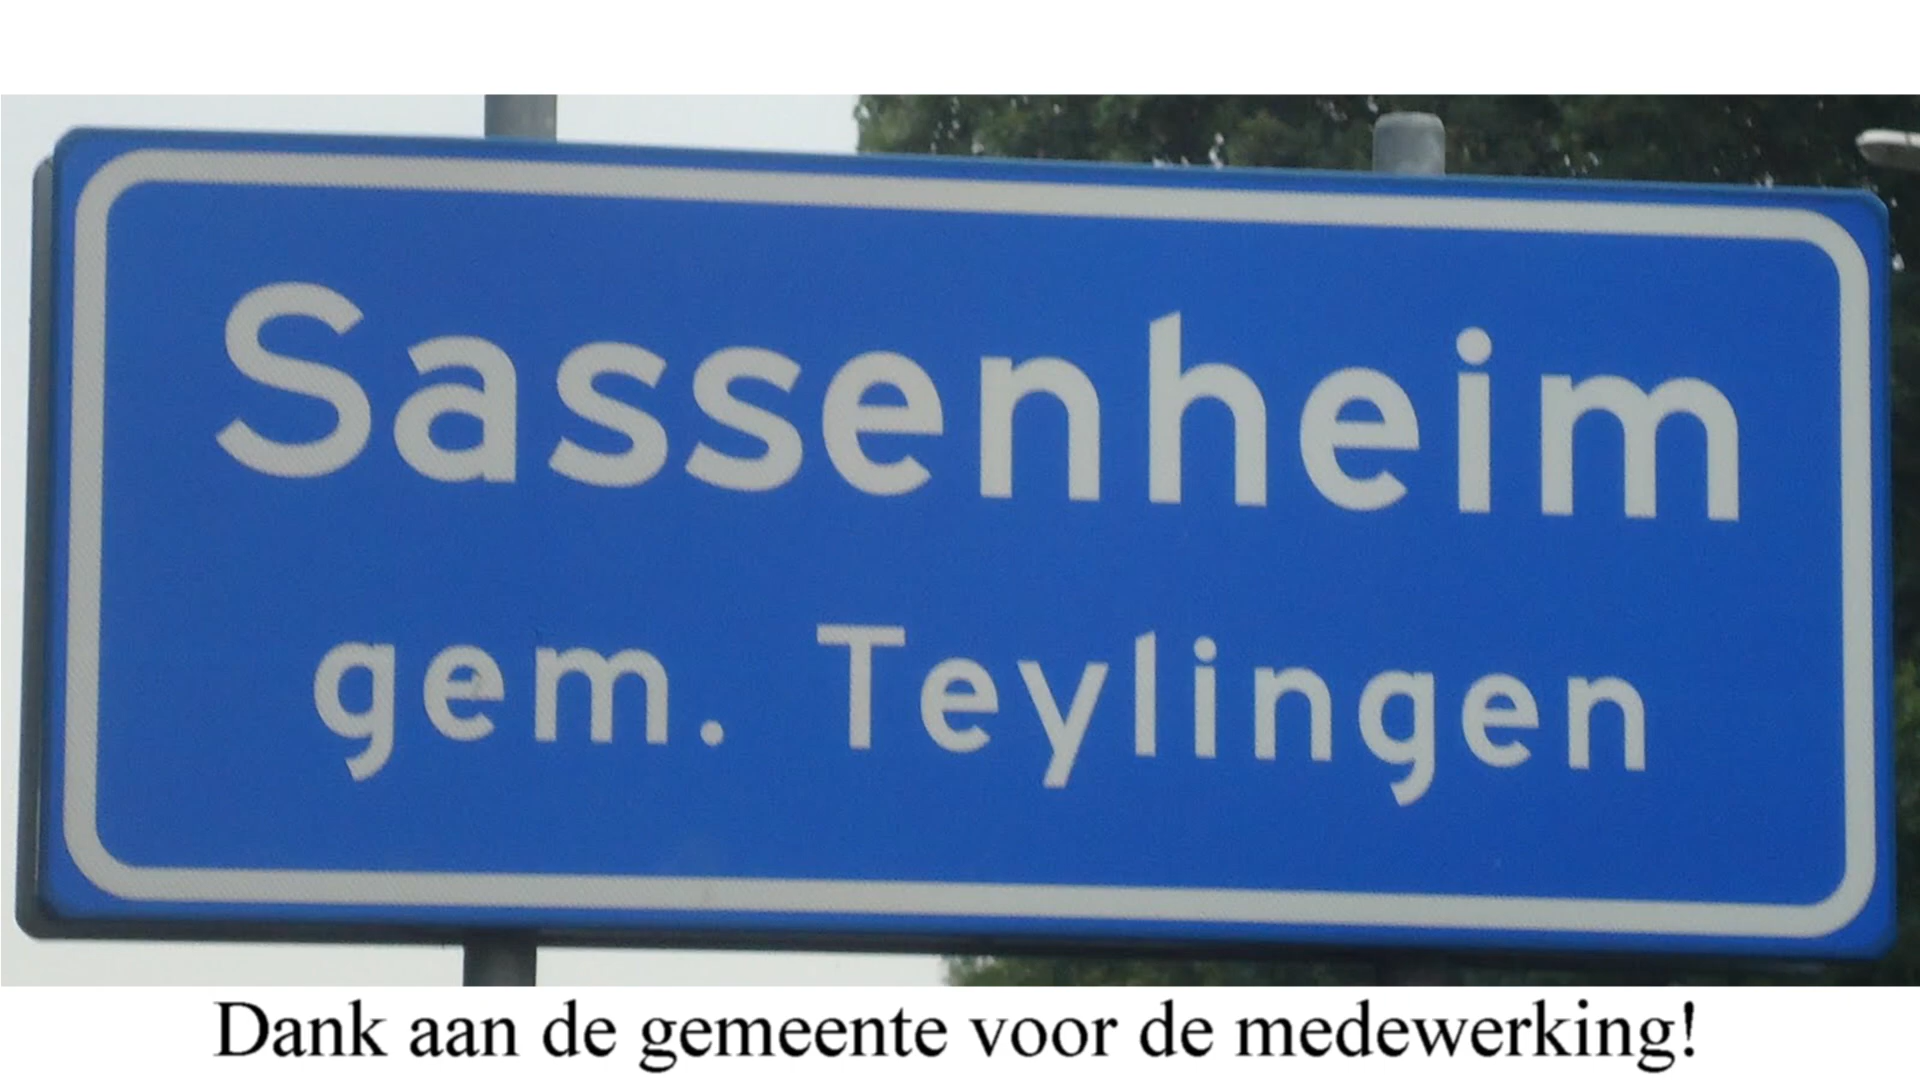 Sassenheim
gem. Teylingen
Dank aan de gemeente voor de medewerking!